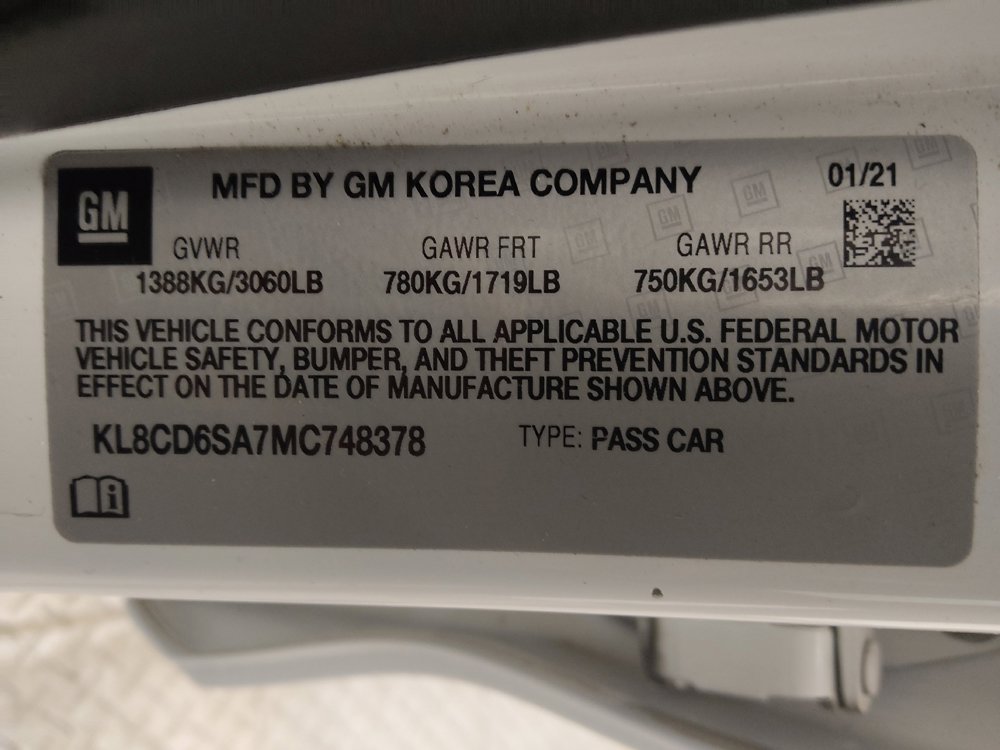 GM
MFD BY GM KOREA COMPANY
01/21
GVWR GAWR FRT GAWR RR
1388KG/3060LB 780KG/1719LB 750KG/1653LB
THIS VEHICLE CONFORMS TO ALL APPLICABLE U.S. FEDERAL MOTOR
VEHICLE SAFETY, BUMPER, AND THEFT PREVENTION STANDARDS IN
EFFECT ON THE DATE OF MANUFACTURE SHOWN ABOVE.
KL8CD6SA7MC748378 TYPE: PASS CAR